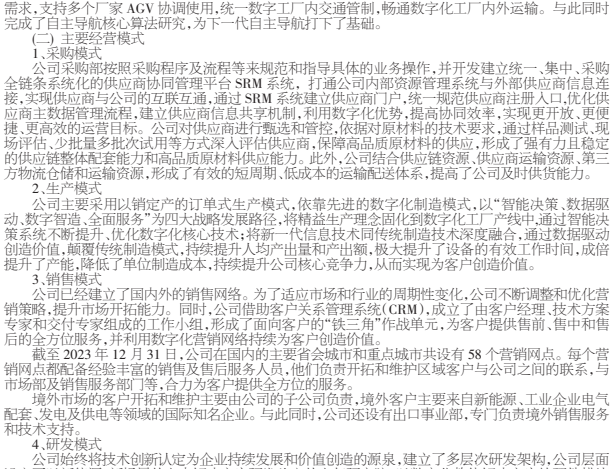 需求,支持多个厂家 AGV 协调使用,统一数字工厂内交通管制,畅通数字化工厂内外运输。与此同时
完成了自主导航核心算法研究,为下一代自主导航打下了基础。
(二) 主要经营模式
1、采购模式
公司采购部按照采购程序及流程等来规范和指导具体的业务操作,并开发建立统一、集中、采购
全链条系统化的供应商协同管理平台 SRM 系统，打通公司内部资源管理系统与外部供应商信息连
接,实现供应商与公司的互联互通,通过 SRM 系统建立供应商门户,统一规范供应商注册入口,优化供
应商主数据管理流程,建立供应商信息共享机制,利用数字化优势,提高协同效率,实现更开放、更便
捷、更高效的运营目标。公司对供应商进行甄选和管控,依据对原材料的技术要求,通过样品测试、现
场评估、少批量多批次试用等方式深入评估供应商,保障高品质原材料的供应,形成了强有力且稳定
的供应链整体配套能力和高品质原材料供应能力。此外,公司结合供应链资源、供应商运输资源、第三
方物流仓储和运输资源,形成了有效的短周期、低成本的运输配送体系,提高了公司及时供货能力。
2、生产模式
公司主要采用以销定产的订单式生产模式,依靠先进的数字化制造模式,以“智能决策、数据驱
动、数字智造、全面服务”为四大战略发展路径,将精益生产理念固化到数字化工厂产线中,通过智能决
策系统不断提升、优化数字化核心技术;将新一代信息技术同传统制造技术深度融合,通过数据驱动
创造价值,颠覆传统制造模式,持续提升人均产出量和产出额,极大提升了设备的有效工作时间,成倍
提升了产能,降低了单位制造成本,持续提升公司核心竞争力,从而实现为客户创造价值。
3、销售模式
公司已经建立了国内外的销售网络。为了适应市场和行业的周期性变化,公司不断调整和优化营
销策略,提升市场开拓能力。同时,公司借助客户关系管理系统(CRM),成立了由客户经理、技术方案
专家和交付专家组成的工作小组,形成了面向客户的“铁三角”作战单元,为客户提供售前、售中和售
后的全方位服务,并利用数字化营销网络持续为客户创造价值。
截至 2023 年 12 月 31 日,公司在国内的主要省会城市和重点城市共设有 58 个营销网点。每个营
销网点都配备经验丰富的销售及售后服务人员,他们负责开拓和维护区域客户与公司之间的联系,与
市场部及销售服务部门等,合力为客户提供全方位的服务。
境外市场的客户开拓和维护主要由公司的子公司负责,境外客户主要来自新能源、工业企业电气
配套、发电及供电等领域的国际知名企业。与此同时,公司还设有出口事业部,专门负责境外销售服务
和技术支持。
4、研发模式
公司始终将技术创新认定为企业持续发展和价值创造的源泉,建立了多层次研发架构,公司层面